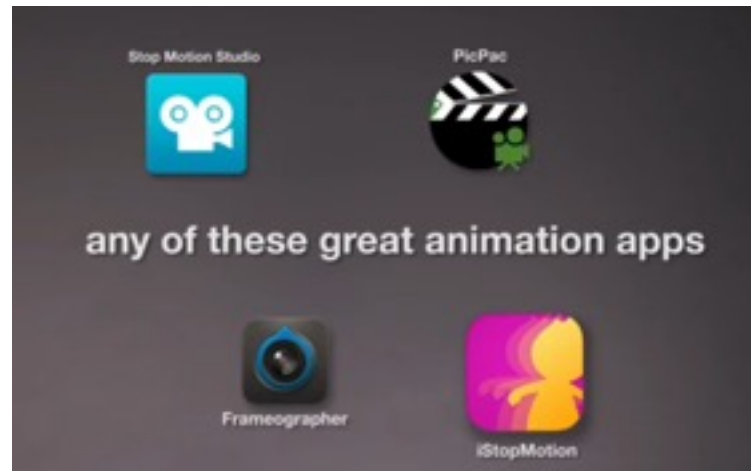 Stop Motion Studio
PicPac
any of these great animation apps
Frameographer
iStopMotion